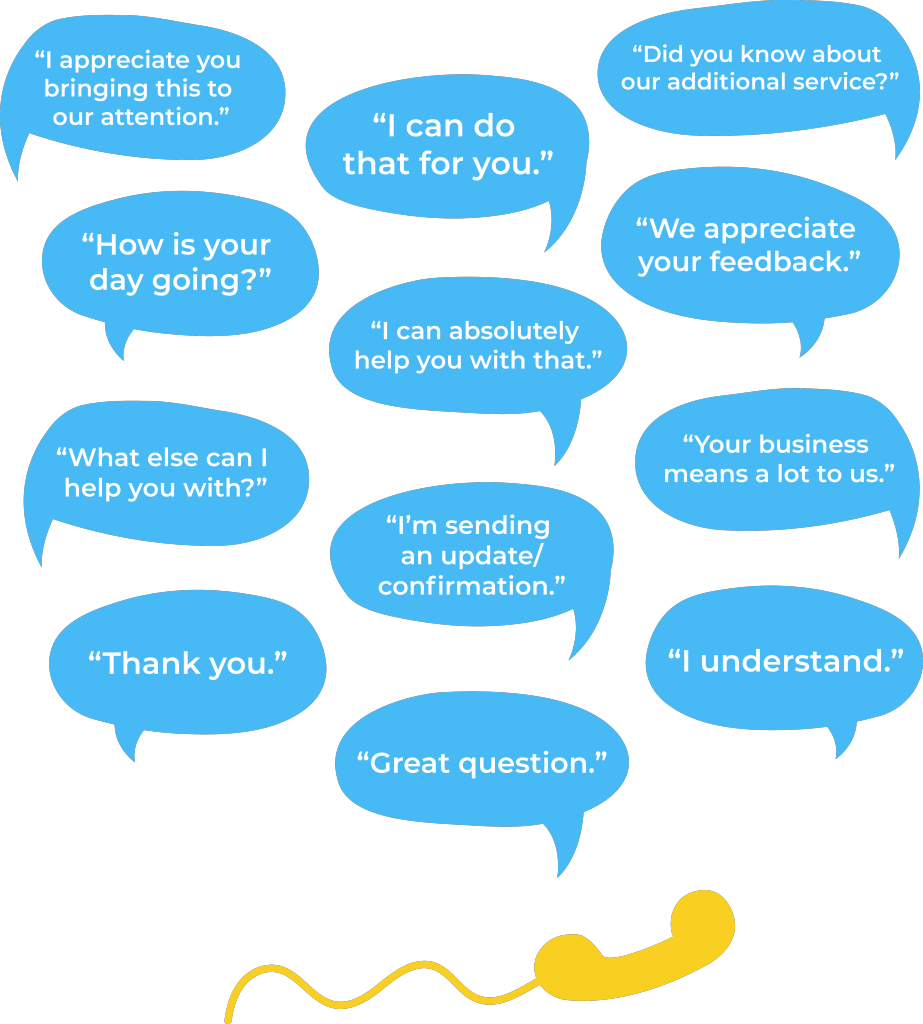 “I appreciate you
bringing this to
our attention.”
“Did you know about
our additional service?”
“I can do
that for you.”
“How is your
day going?”
“We appreciate
your feedback.”
“I can absolutely
help you with that.”
“What else can I
help you with?”
“Your business
means a lot to us.”
“I’m sending
an update/
confirmation.”
“Thank you.”
“I understand.”
“Great question.”